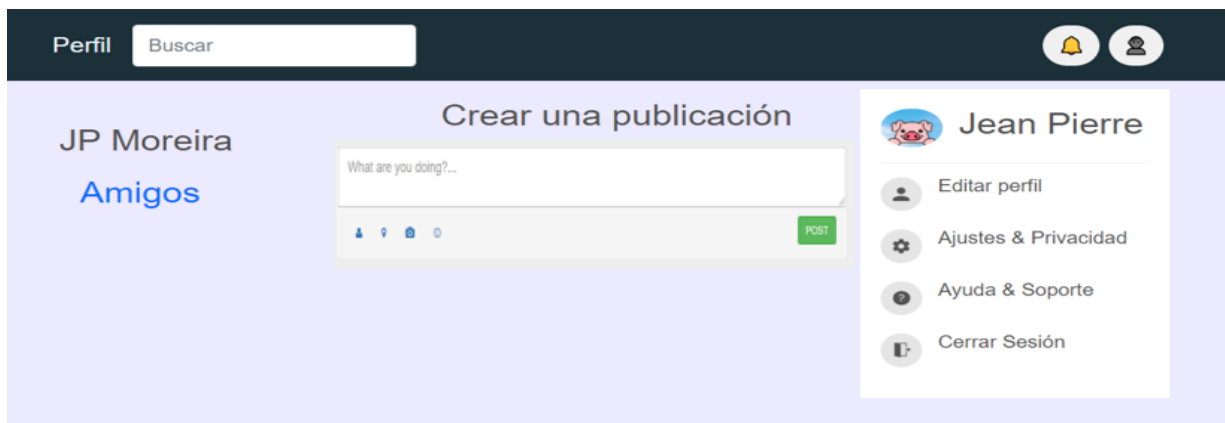 Perfil
Buscar
JP Moreira
Amigos
Crear una publicación
What are you doing?...
POST
Jean Pierre
Editar perfil
Ajustes & Privacidad
Ayuda & Soporte
Cerrar Sesión